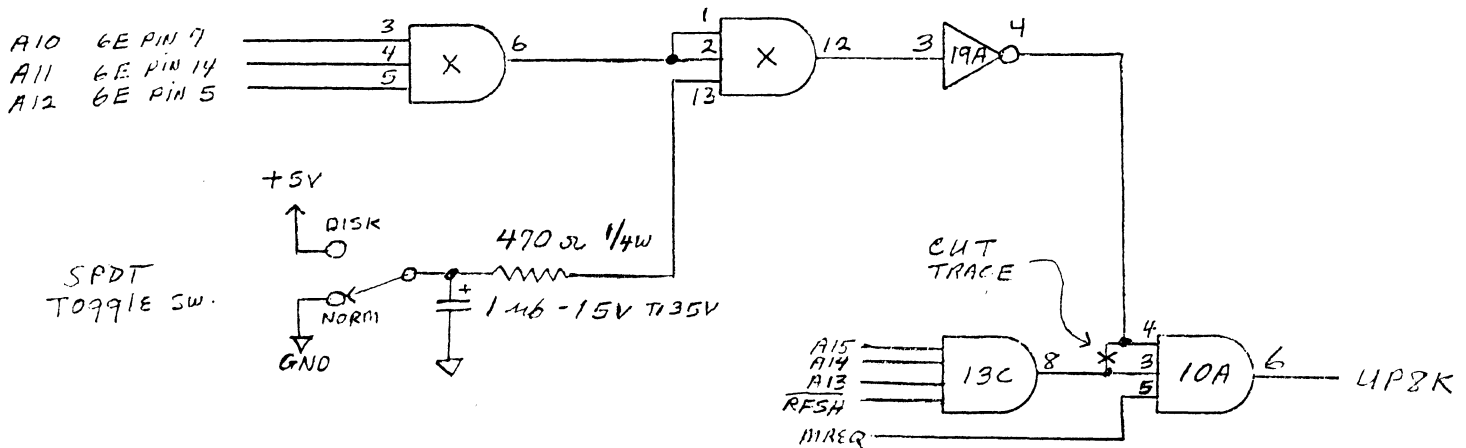 A10 6E PIN 7
A11 6E PIN 14
A12 6E PIN 5
3
4
5
X
6
1
2
13
X
12
3
19A
4
+5V
DISK
470 Ω 1/4W
SPDT
TOGGLE SW.
NORM
GND
+
1 μf - 15V TO 35V
CUT
TRACE
A15
A14
A13
RFSH
13C
8
X
4
3
5
10A
6
UP8K
MREQ